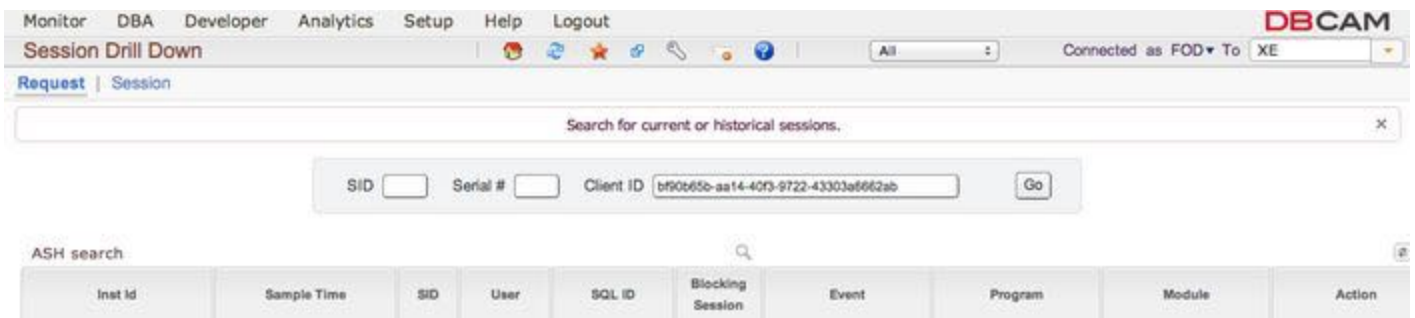 Monitor DBA Developer Analytics Setup Help Logout DBCAM
Session Drill Down All Connected as FOD To XE
Request | Session
Search for current or historical sessions. ×
SID Serial # Client ID bf90b65b-aa14-40f3-9722-43303a6662ab Go
ASH search
Inst Id Sample Time SID User SQL ID Blocking Session Event Program Module Action